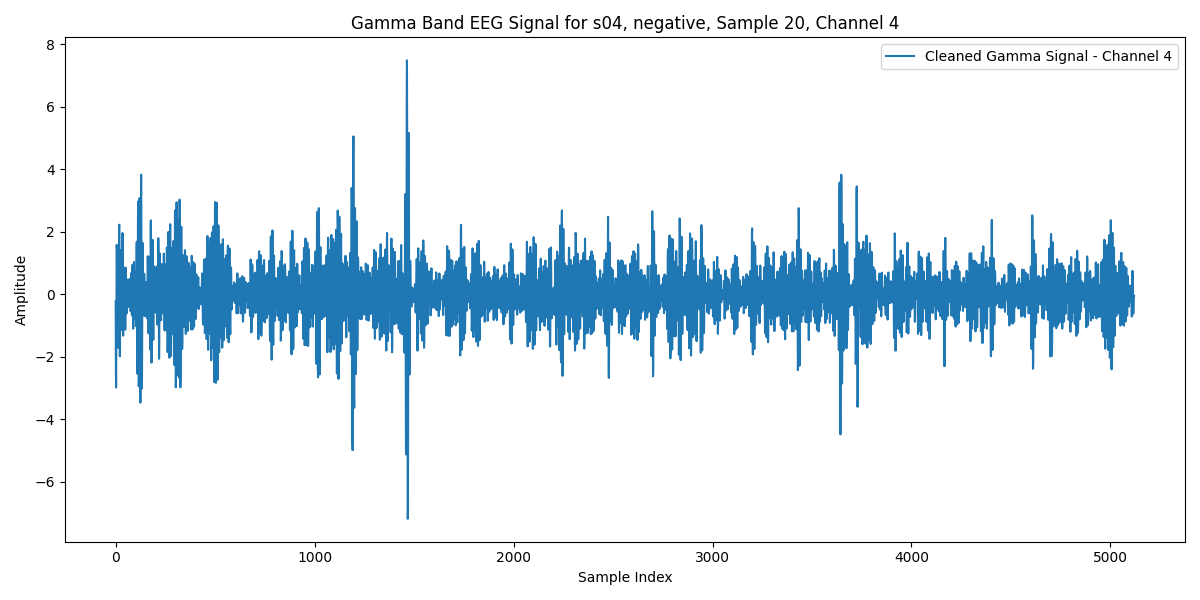 Gamma Band EEG Signal for s04, negative, Sample 20, Channel 4
Cleaned Gamma Signal - Channel 4
Amplitude
8
6
4
2
0
−2
−4
−6
0 1000 2000 3000 4000 5000
Sample Index